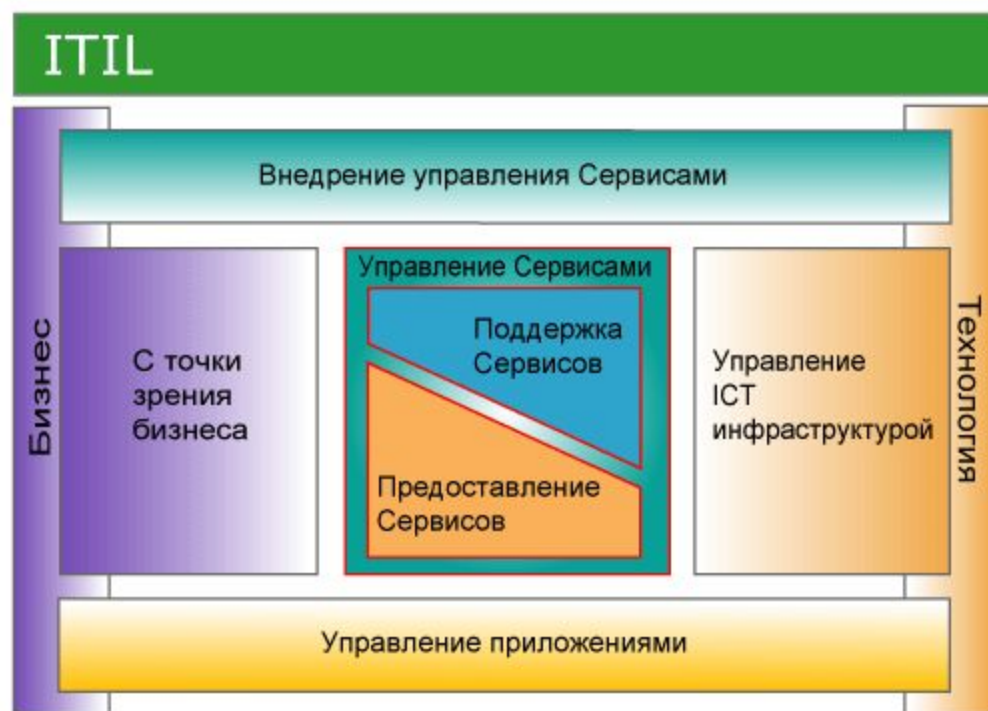 ITIL
Внедрение управления Сервисами
Бизнес
С точки
зрения
бизнеса
Управление Сервисами
Поддержка
Сервисов
Предоставление
Сервисов
Управление
ICT
инфраструктурой
Технология
Управление приложениями